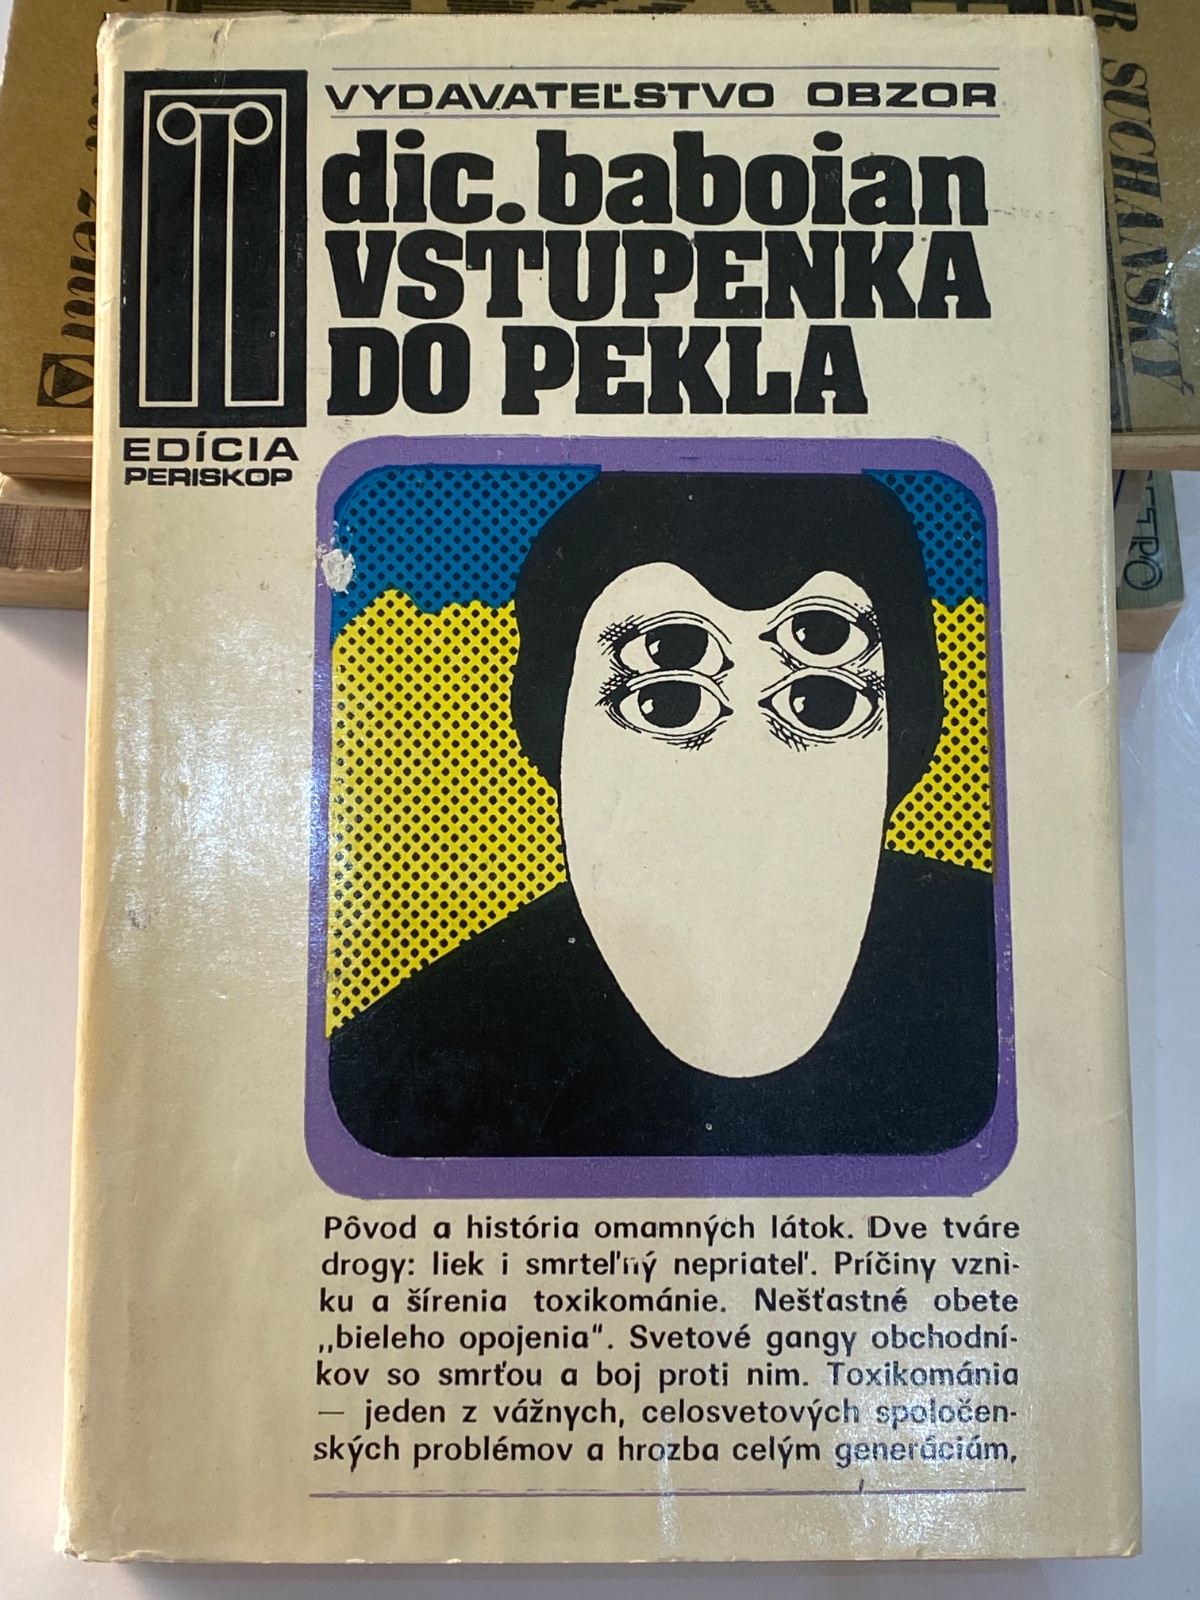 VYDAVATEĽSTVO OBZOR
dic. baboian
VSTUPENKA
DO PEKLA
EDÍCIA
PERISKOP
Pôvod a história omamných látok. Dve tváre
drogy: liek i smrteľný nepriateľ. Príčiny vzni-
ku a šírenia toxikománie. Nešťastné obete
„bieleho opojenia“. Svetové gangy obchodní-
kov so smrťou a boj proti nim. Toxikománia
— jeden z vážnych, celosvetových spoločen-
ských problémov a hrozba celým generáciám.
SUCHANSKÝ